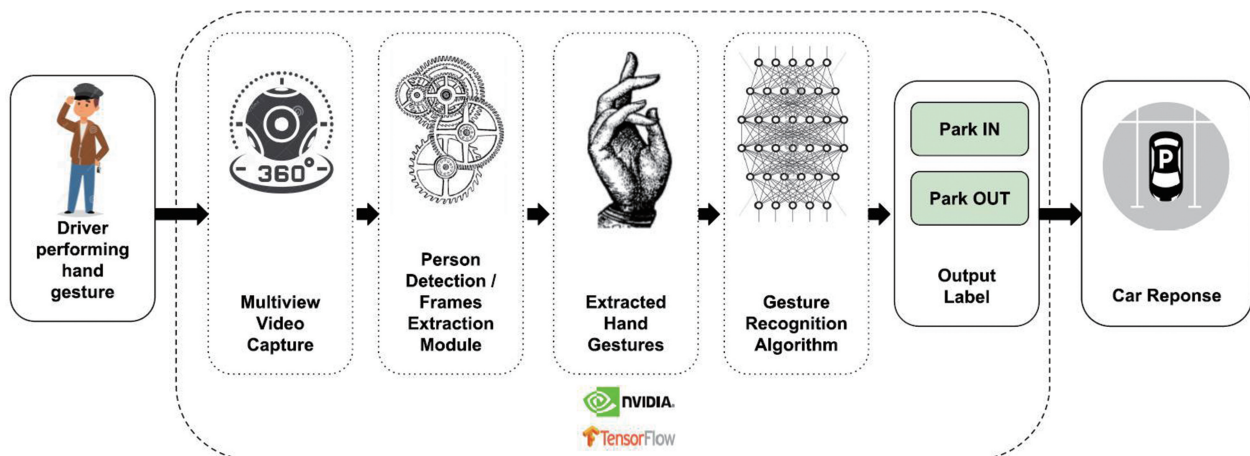 Driver
performing
hand
gesture
360°
Multiview
Video
Capture
Person
Detection /
Frames
Extraction
Module
Extracted
Hand
Gestures
Gesture
Recognition
Algorithm
Park IN
Park OUT
Output
Label
P
Car Reponse
NVIDIA.
TensorFlow